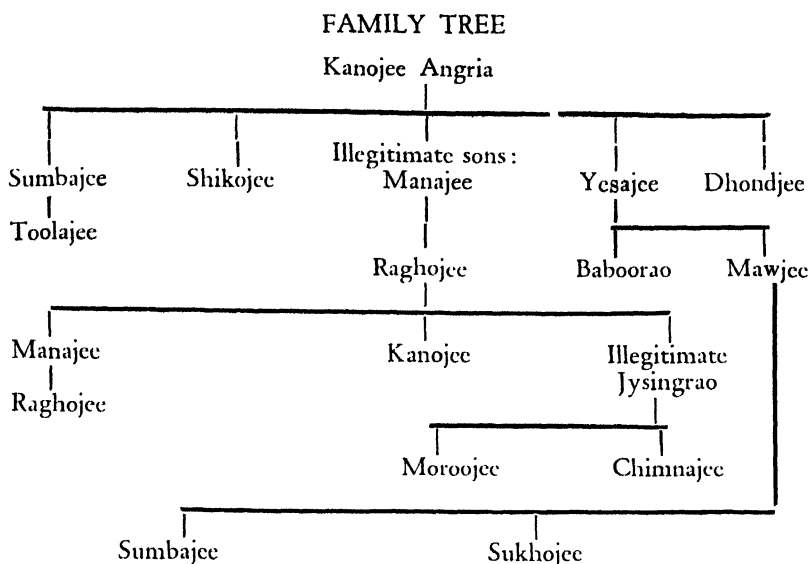 FAMILY TREE
Kanojee Angria
Illegitimate sons:
Sumbajee Shikojee Manajee Yesajee Dhondjee
Toolajee
Raghojee Baboorao Mawjee
Manajee Kanojee Illegitimate
Raghojee Jysingrao
Moroojee Chimnajee
Sumbajee Sukhojee